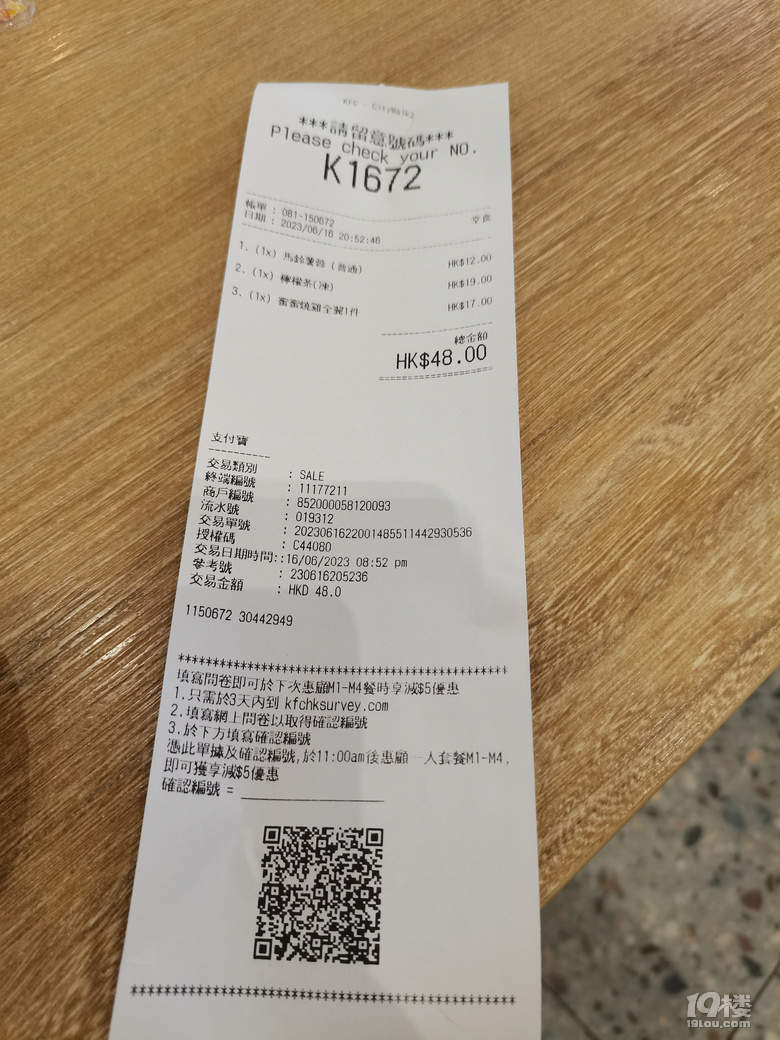 KFC - CityWalk2
***請留意號碼***
Please check your NO.
K1672
帳單 : 081-150672 堂食
日期 : 2023/06/16 20:52:46
1. (1x) 馬鈴薯蓉 (普通) HK$12.00
2. (1x) 檸檬茶(凍) HK$19.00
3. (1x) 蜜蜜燒雞全翼1件 HK$17.00
總金額
HK$48.00
支付寶
交易類別 : SALE
終端編號 : 11177211
商戶編號 : 852000058120093
流水號 : 019312
交易單號 : 2023061622001485511442930536
授權碼 : C44080
交易日期時間::16/06/2023 08:52 pm
參考號 : 230616205236
交易金額 : HKD 48.0
1150672 30442949
填寫問卷即可於下次惠顧M1-M4餐時享減$5優惠
1.只需於3天內到 kfchksurvey.com
2.填寫網上問卷以取得確認編號
3.於下方填寫確認編號
憑此單據及確認編號,於11:00am後惠顧一人套餐M1-M4,
即可獲享減$5優惠
確認編號 = ____________________
19楼
19lou.com